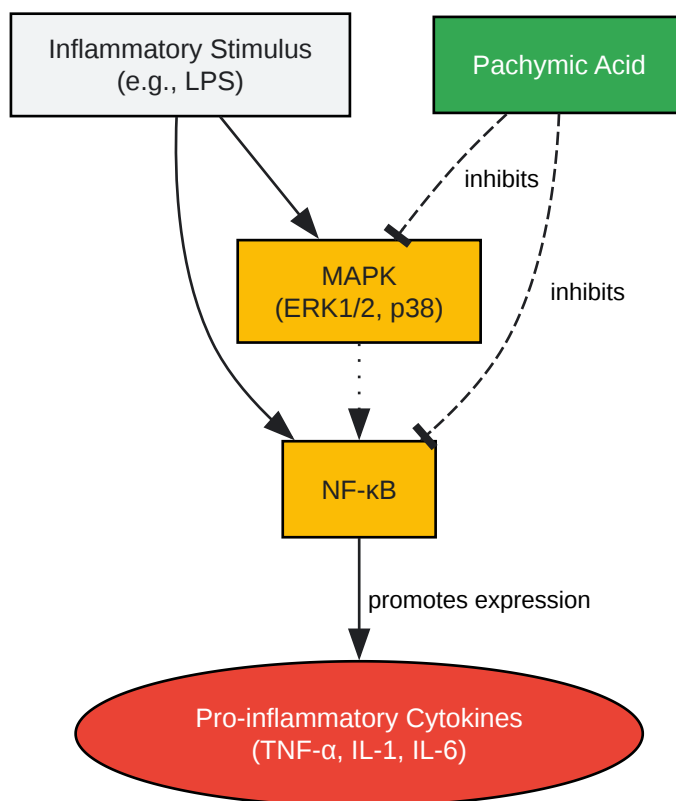 Inflammatory Stimulus
(e.g., LPS)
Pachymic Acid
inhibits
MAPK
(ERK1/2, p38)
inhibits
NF-κB
promotes expression
Pro-inflammatory Cytokines
(TNF-α, IL-1, IL-6)